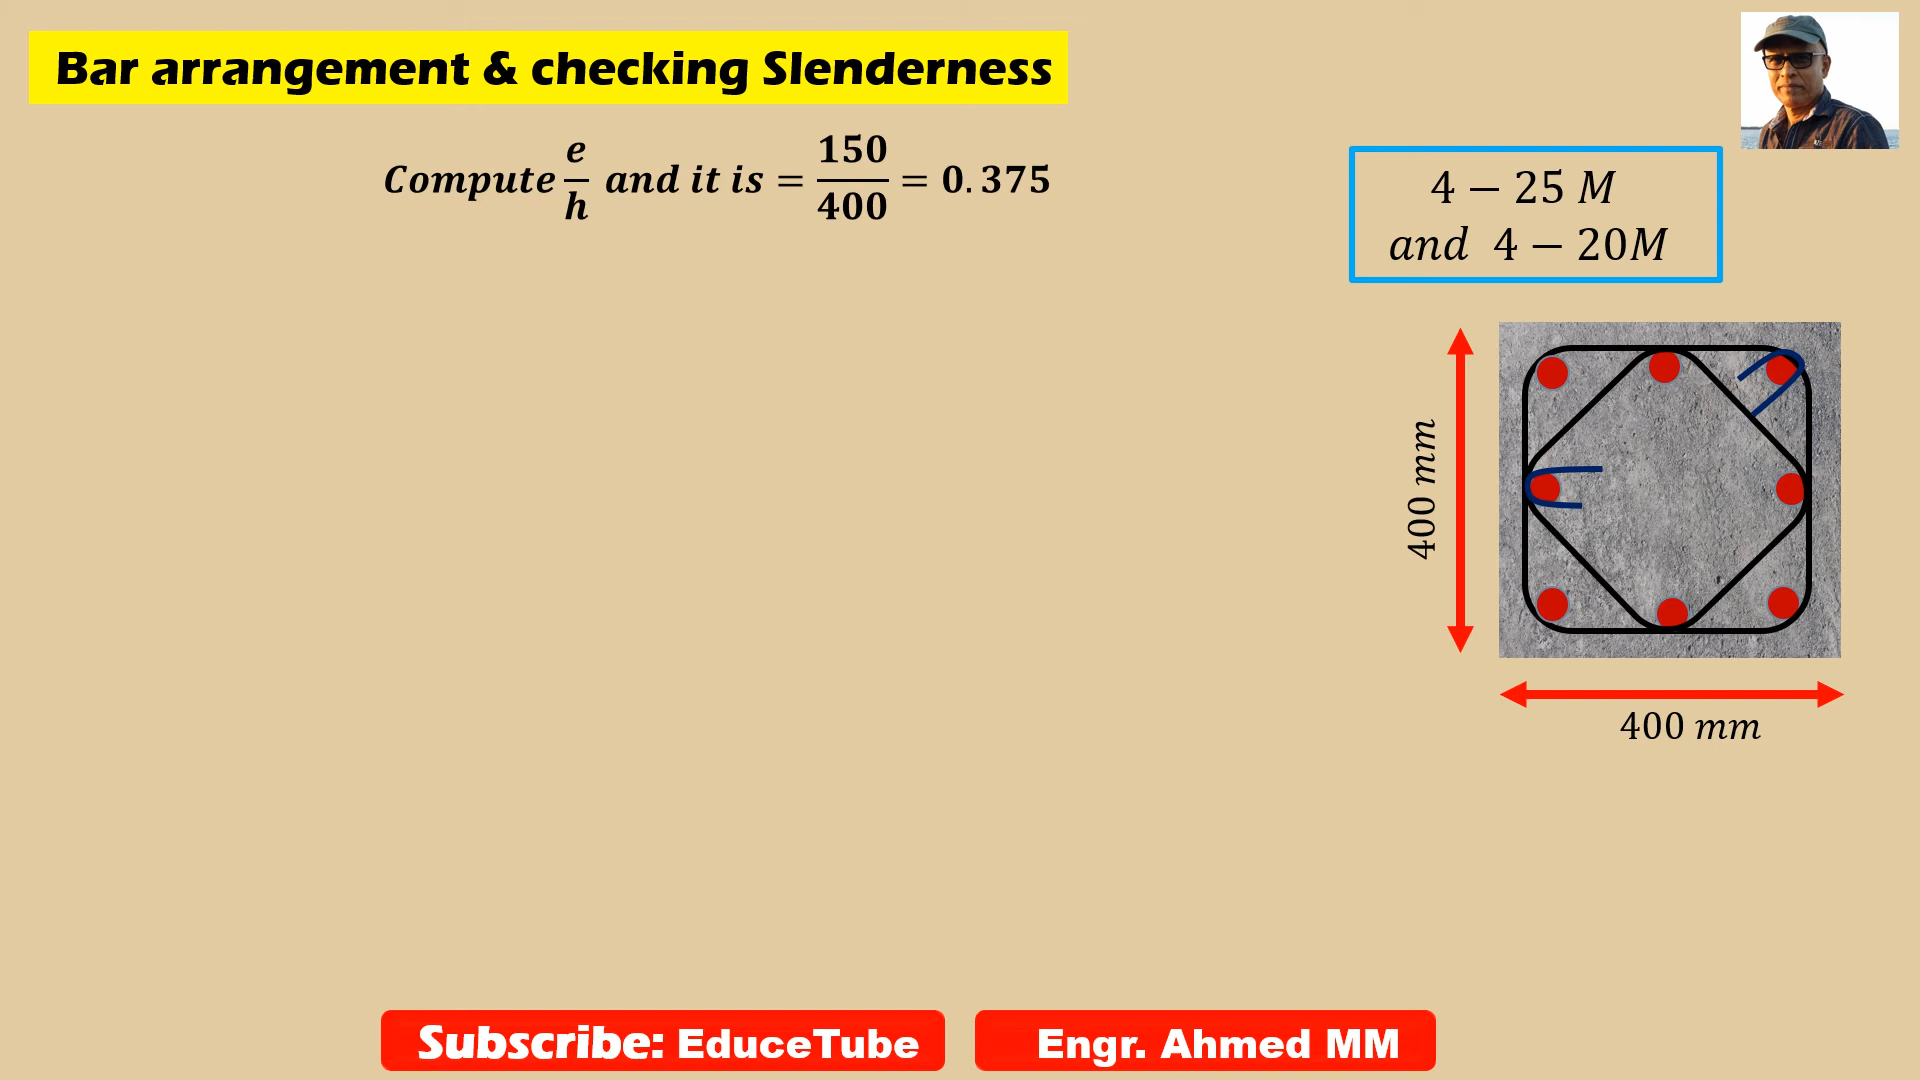 Bar arrangement & checking Slenderness
Compute e/h and it is = 150/400 = 0.375
4 − 25 M
and 4 − 20M
400 mm
400 mm
Subscribe: EduceTube
Engr. Ahmed MM